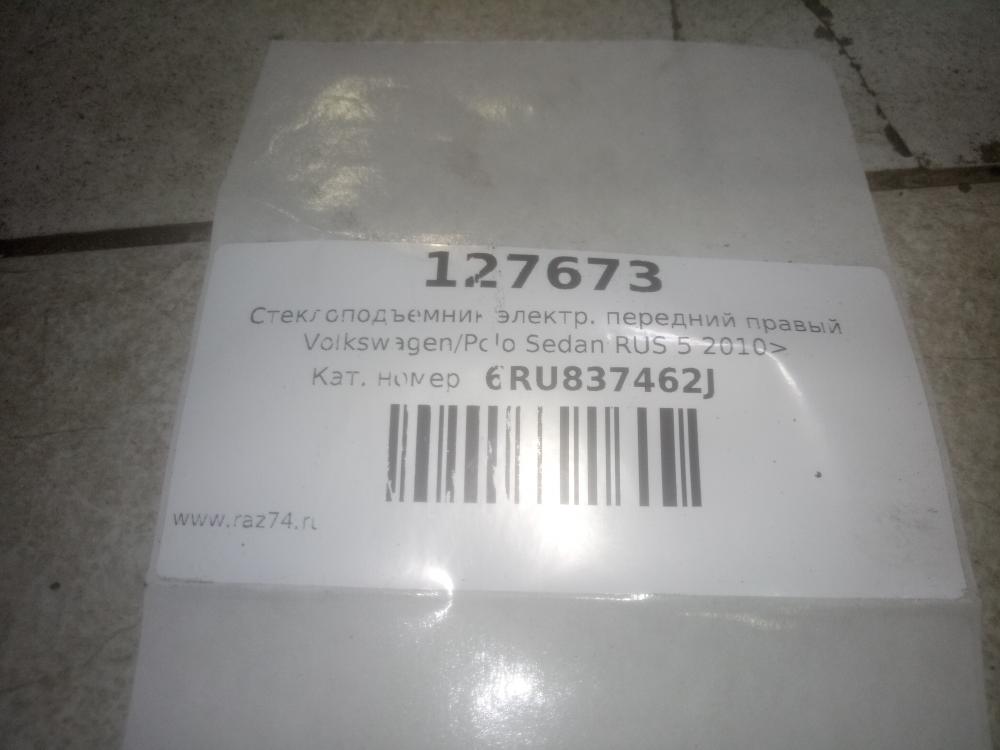 127673
Стеклоподъемник электр. передний правый
Volkswagen/Polo Sedan RUS 5 2010>
Кат. номер 6RU837462J
www.raz74.ru